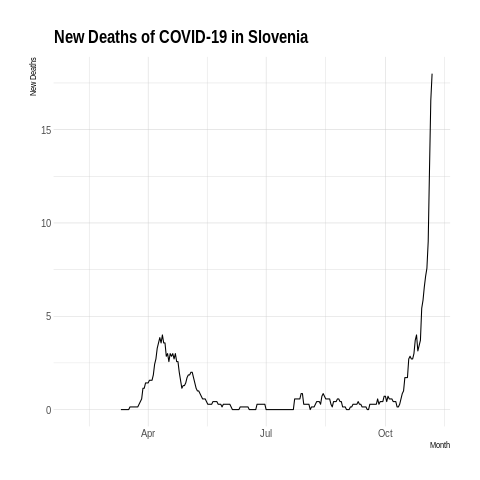 New Deaths of COVID-19 in Slovenia
New Deaths
15
10
5
0
Apr
Jul
Oct
Month